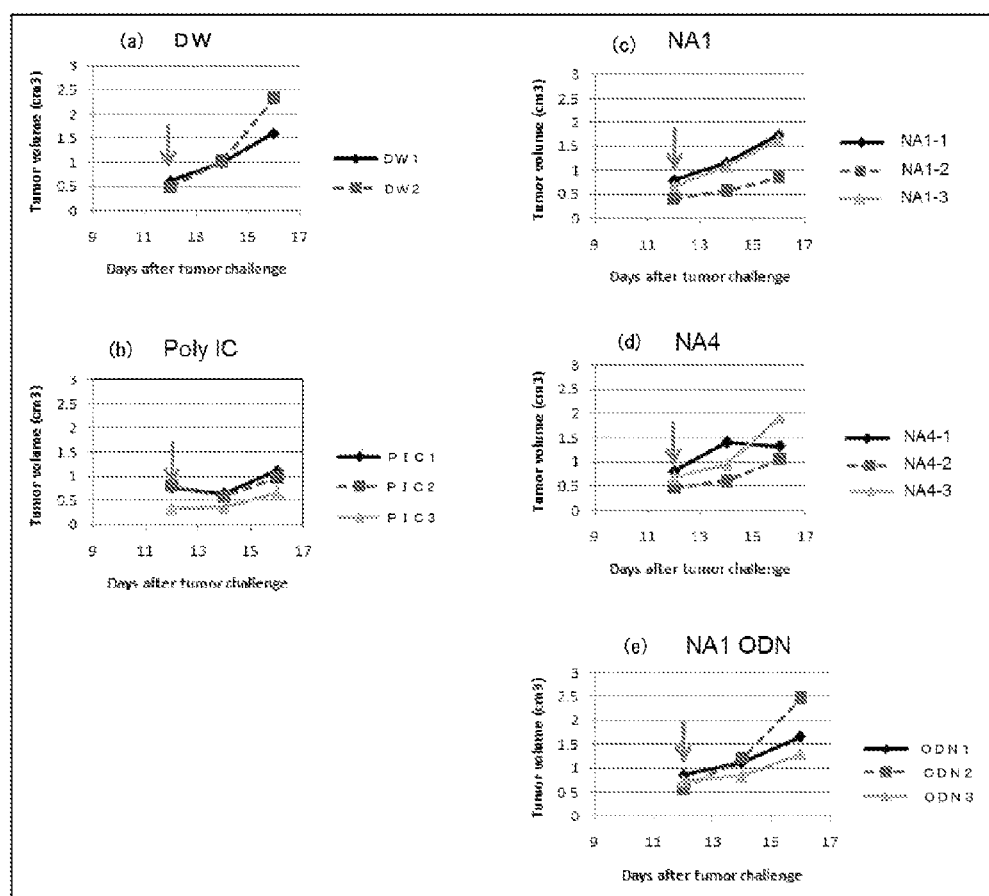 (a) DW
Tumor volume (cm3)
3
2.5
2
1.5
1
0.5
0
9 11 13 15 17
Days after tumor challenge
DW1
DW2
(b) Poly IC
Tumor volume (cm3)
3
2.5
2
1.5
1
0.5
0
9 11 13 15 17
Days after tumor challenge
PIC1
PIC2
PIC3
(c) NA1
Tumor volume (cm3)
3
2.5
2
1.5
1
0.5
0
9 11 13 15 17
Days after tumor challenge
NA1-1
NA1-2
NA1-3
(d) NA4
Tumor volume (cm3)
3
2.5
2
1.5
1
0.5
0
9 11 13 15 17
Days after tumor challenge
NA4-1
NA4-2
NA4-3
(e) NA1 ODN
Tumor volume (cm3)
3
2.5
2
1.5
1
0.5
0
9 11 13 15 17
Days after tumor challenge
ODN1
ODN2
ODN3